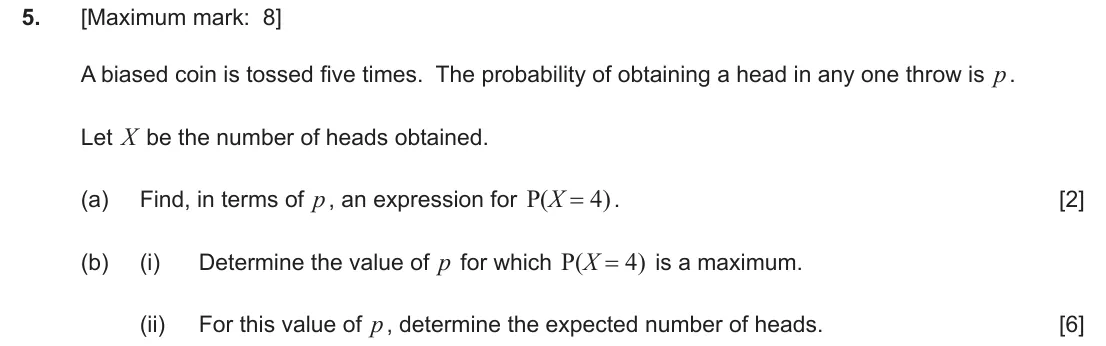 5. [Maximum mark: 8]
A biased coin is tossed five times. The probability of obtaining a head in any one throw is p.
Let X be the number of heads obtained.
(a) Find, in terms of p, an expression for P(X = 4). [2]
(b) (i) Determine the value of p for which P(X = 4) is a maximum.
(ii) For this value of p, determine the expected number of heads. [6]